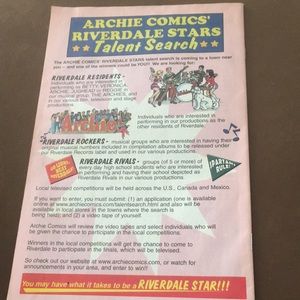 ARCHIE COMICS'
RIVERDALE STARS
Talent Search
The ARCHIE COMICS' RIVERDALE STARS talent search is coming to a town near
you - and one of the winners could be YOU!! We are looking for:
RIVERDALE RESIDENTS -
Individuals who are interested in
performing as BETTY, VERONICA,
ARCHIE, JUGHEAD or REGGIE in
our musical group, THE ARCHIES, and
in our various film, television and stage
productions.
Archie
Individuals who are interested in
performing in our productions as the
other residents of Riverdale.
RIVERDALE ROCKERS - musical groups who are interested in having their
original musical numbers included in compilation albums to be released on
our Riverdale Records label and used in our various productions.
RIVERDALE RIVALS - groups of 5 or more of
every day high school students who are interested in
performing and having their school depicted as
Riverdale Rivals in our various productions.
SPARTANS
RULE!
Local televised competitions will be held across the U.S., Canada and Mexico.
If you want to enter, you must submit: (1) an application (one is available
online at www.archiecomics.com/talentsearch.html and also will be
available in local stores in the towns where the search is
being held) and (2) a video tape of yourself.
Archie Comics will review the video tapes and select individuals who will
be given the chance to participate in the local competitions.
Winners in the local competitions will get the chance to come to
Riverdale to participate in the finals, which will be televised.
So check out our website at www.archiecomics.com, or watch for
announcements in your area, and enter to win!!
You may have what it takes to be a RIVERDALE STAR!!!